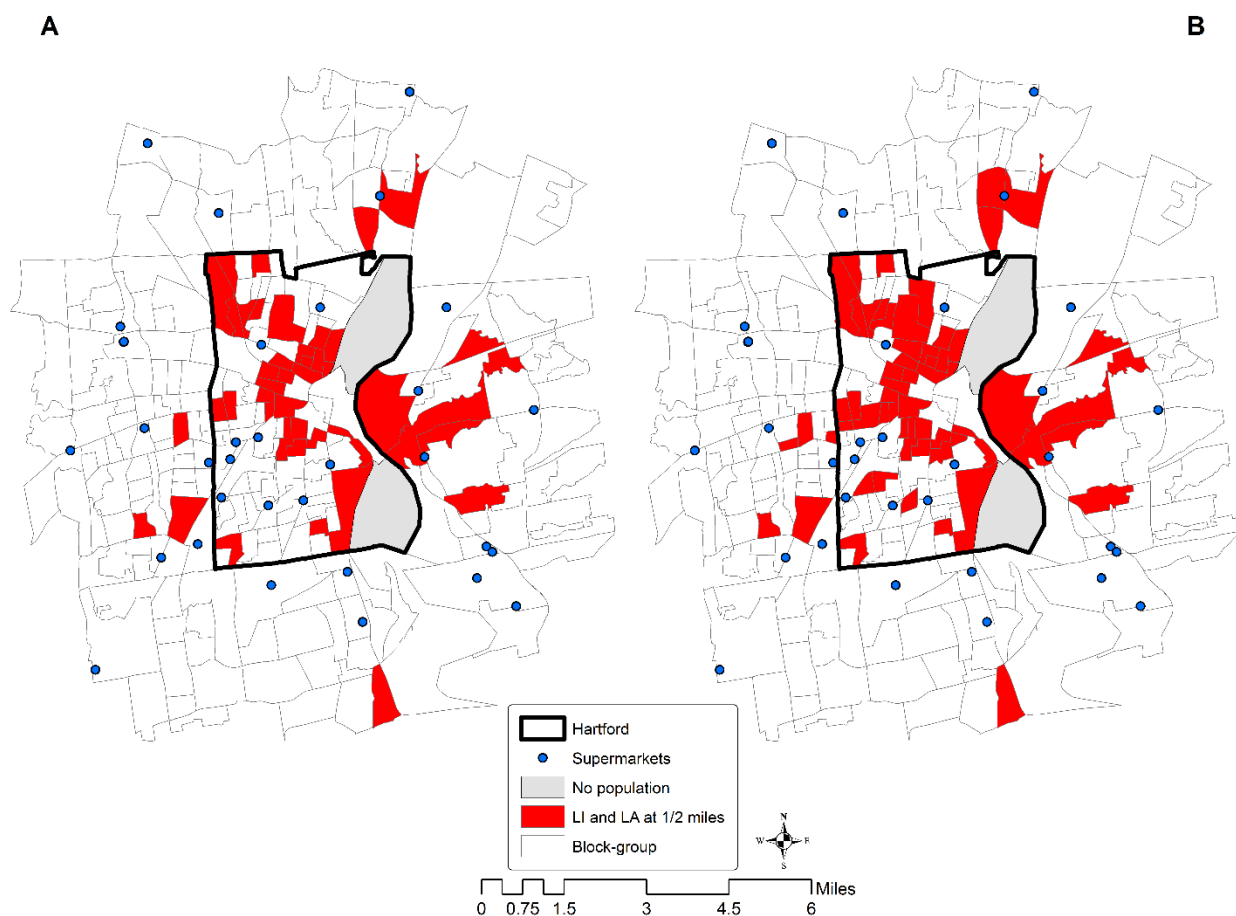 A
B
Hartford
Supermarkets
No population
LI and LA at 1/2 miles
Block-group
N
W
E
S
Miles
0 0.75 1.5 3 4.5 6